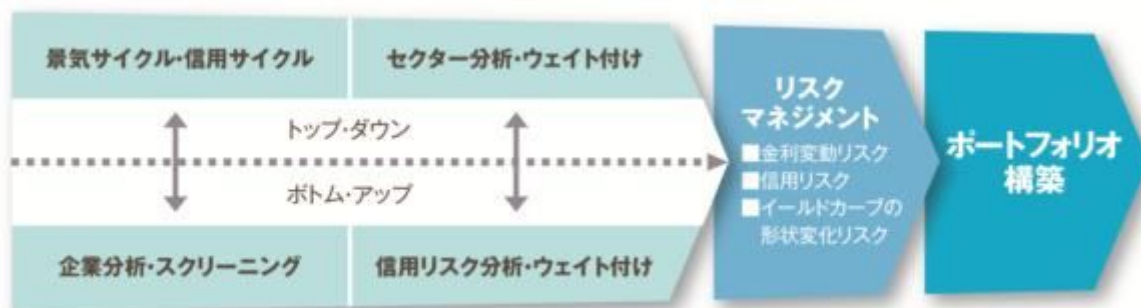 景気サイクル・信用サイクル
セクター分析・ウェイト付け
トップ・ダウン
ボトム・アップ
企業分析・スクリーニング
信用リスク分析・ウェイト付け
リスク
マネジメント
■金利変動リスク
■信用リスク
■イールドカーブの
形状変化リスク
ポートフォリオ
構築